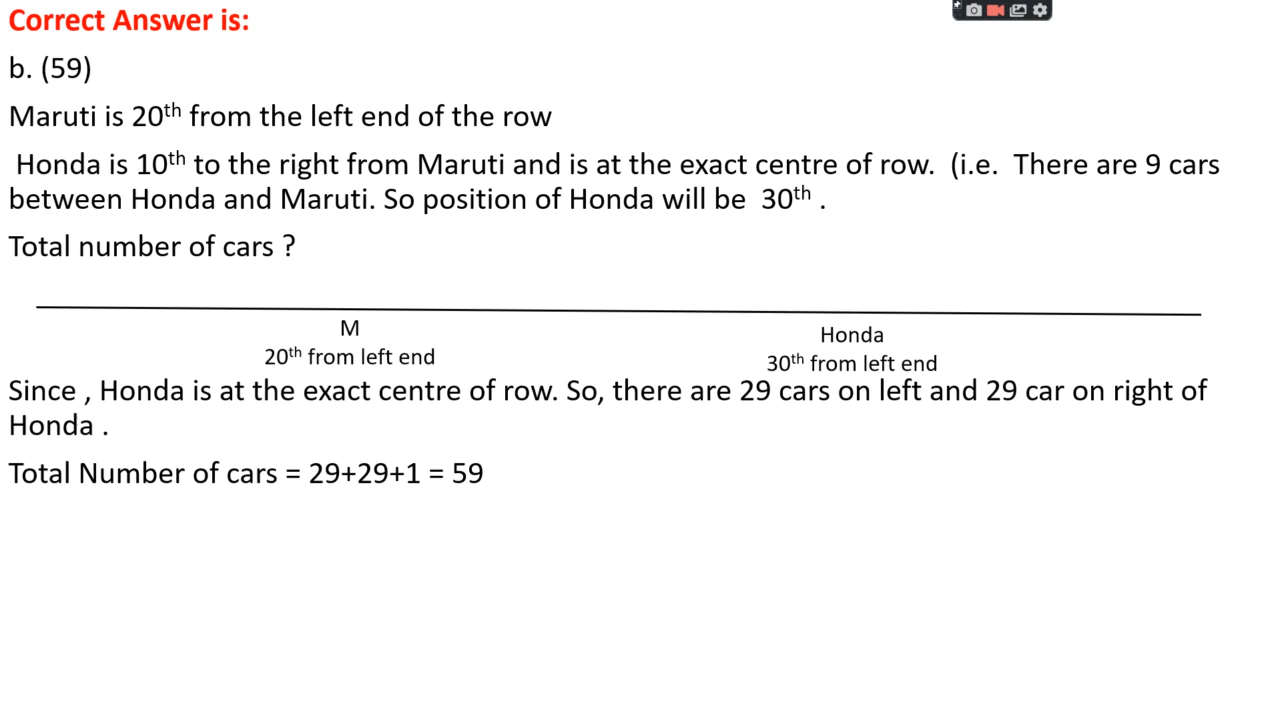 Correct Answer is:
b. (59)
Maruti is 20th from the left end of the row
Honda is 10th to the right from Maruti and is at the exact centre of row. (i.e. There are 9 cars
between Honda and Maruti. So position of Honda will be 30th .
Total number of cars ?
M
20th from left end
Honda
30th from left end
Since , Honda is at the exact centre of row. So, there are 29 cars on left and 29 car on right of
Honda .
Total Number of cars = 29+29+1 = 59